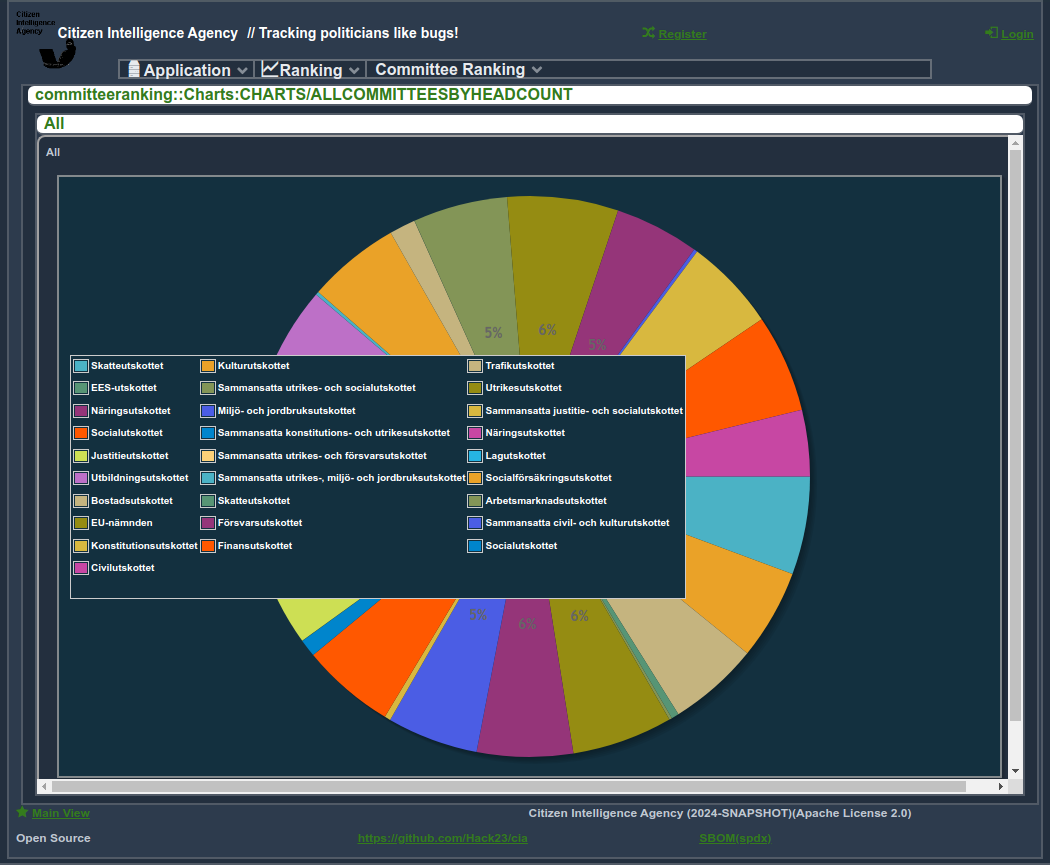 Citizen
Intelligence
Agency
Citizen Intelligence Agency // Tracking politicians like bugs!
Register
Login
Application Ranking Committee Ranking
committeeranking::Charts:CHARTS/ALLCOMMITTEESBYHEADCOUNT
All
All
5% 6% 5%
Skatteutskottet Kulturutskottet Trafikutskottet
EES-utskottet Sammansatta utrikes- och socialutskottet Utrikesutskottet
Näringsutskottet Miljö- och jordbruksutskottet Sammansatta justitie- och socialutskottet
Socialutskottet Sammansatta konstitutions- och utrikesutskottet Näringsutskottet
Justitieutskottet Sammansatta utrikes- och försvarsutskottet Lagutskottet
Utbildningsutskottet Sammansatta utrikes-, miljö- och jordbruksutskottet Socialförsäkringsutskottet
Bostadsutskottet Skatteutskottet Arbetsmarknadsutskottet
EU-nämnden Försvarsutskottet Sammansatta civil- och kulturutskottet
Konstitutionsutskottet Finansutskottet Socialutskottet
Civilutskottet
5% 6% 6%
Main View
Citizen Intelligence Agency (2024-SNAPSHOT)(Apache License 2.0)
Open Source
https://github.com/Hack23/cia
SBOM(spdx)